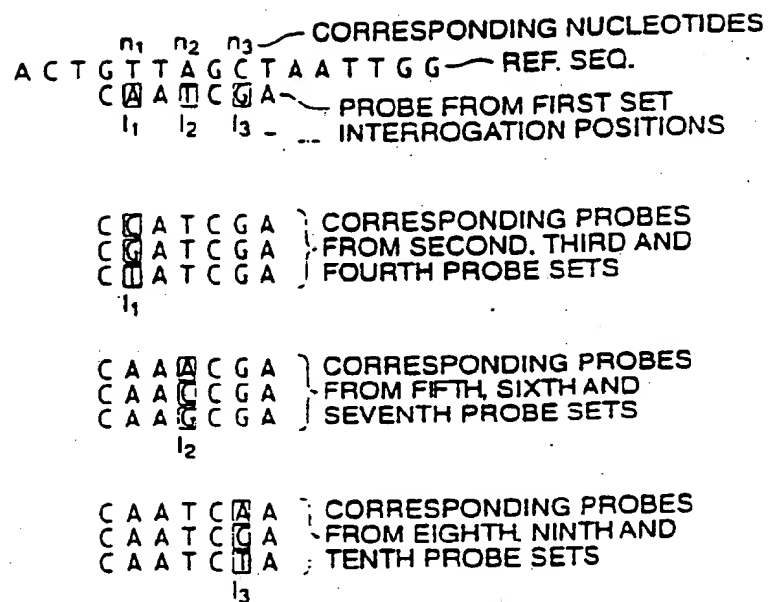 n1 n2 n3 CORRESPONDING NUCLEOTIDES
A C T G T T A G C T A A T T G G REF. SEQ.
C A A T C G A PROBE FROM FIRST SET
I1 I2 I3 INTERROGATION POSITIONS
C C A T C G A CORRESPONDING PROBES
C G A T C G A FROM SECOND. THIRD AND
C T A T C G A FOURTH PROBE SETS
I1
C A A A C G A CORRESPONDING PROBES
C A A C C G A FROM FIFTH, SIXTH AND
C A A G C G A SEVENTH PROBE SETS
I2
C A A T C A A CORRESPONDING PROBES
C A A T C G A FROM EIGHTH. NINTH AND
C A A T C T A TENTH PROBE SETS
I3